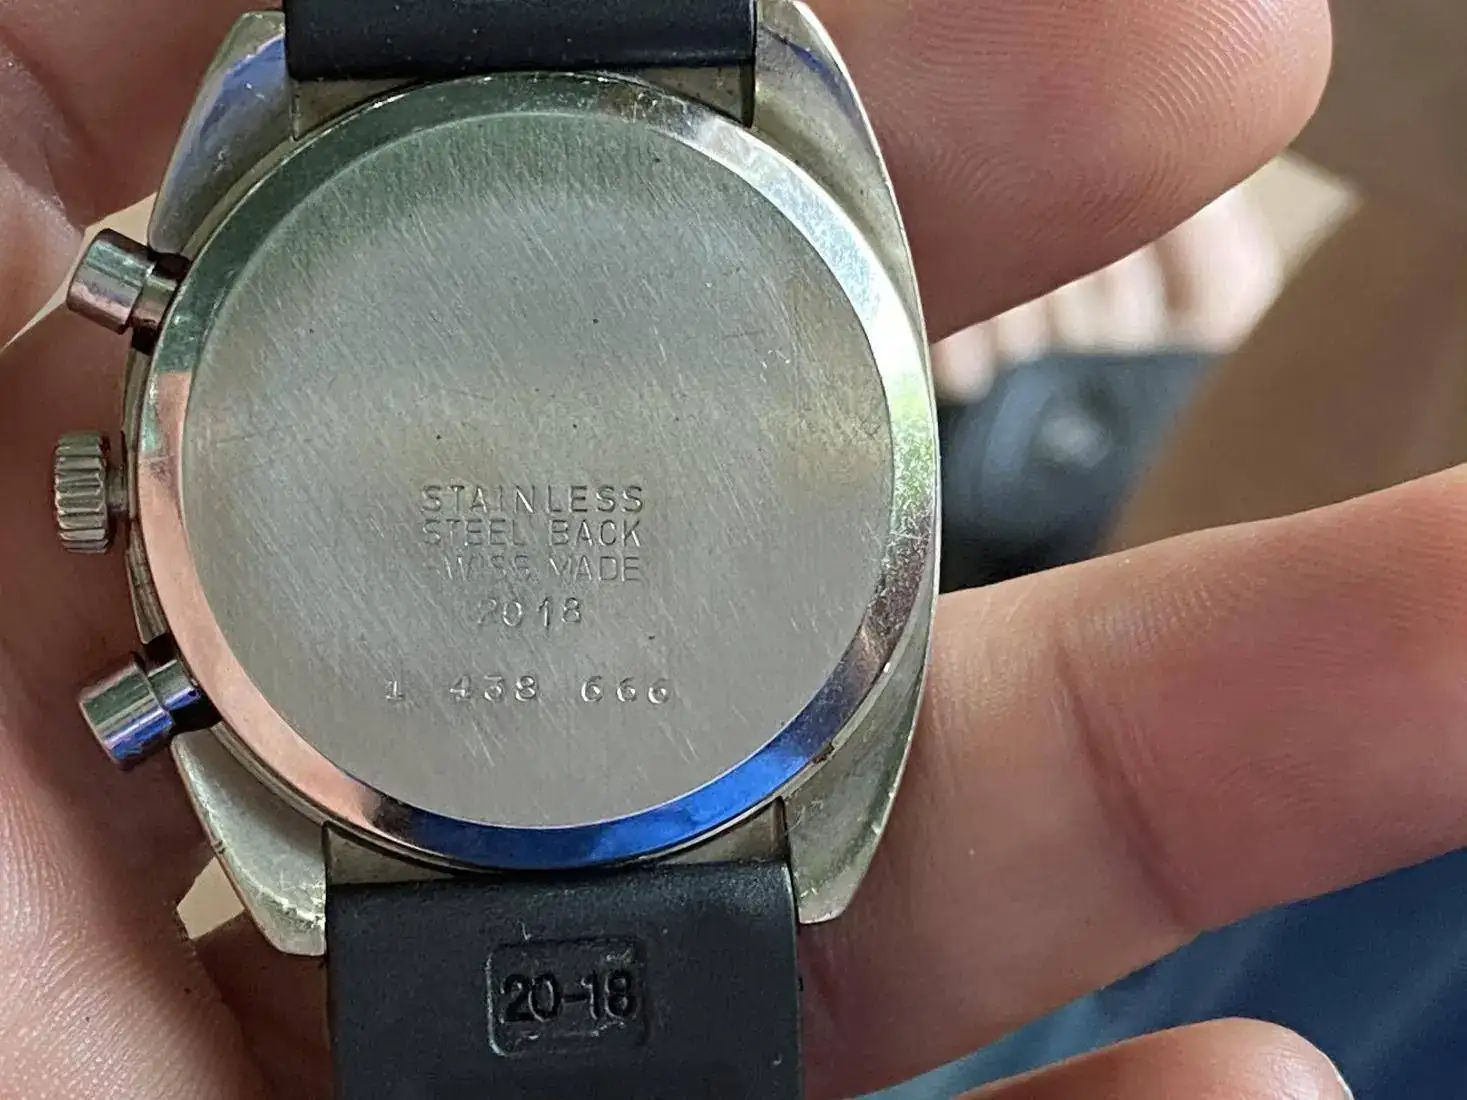 STAINLESS
STEEL BACK
SWISS MADE
2018
1 438 666
20-18